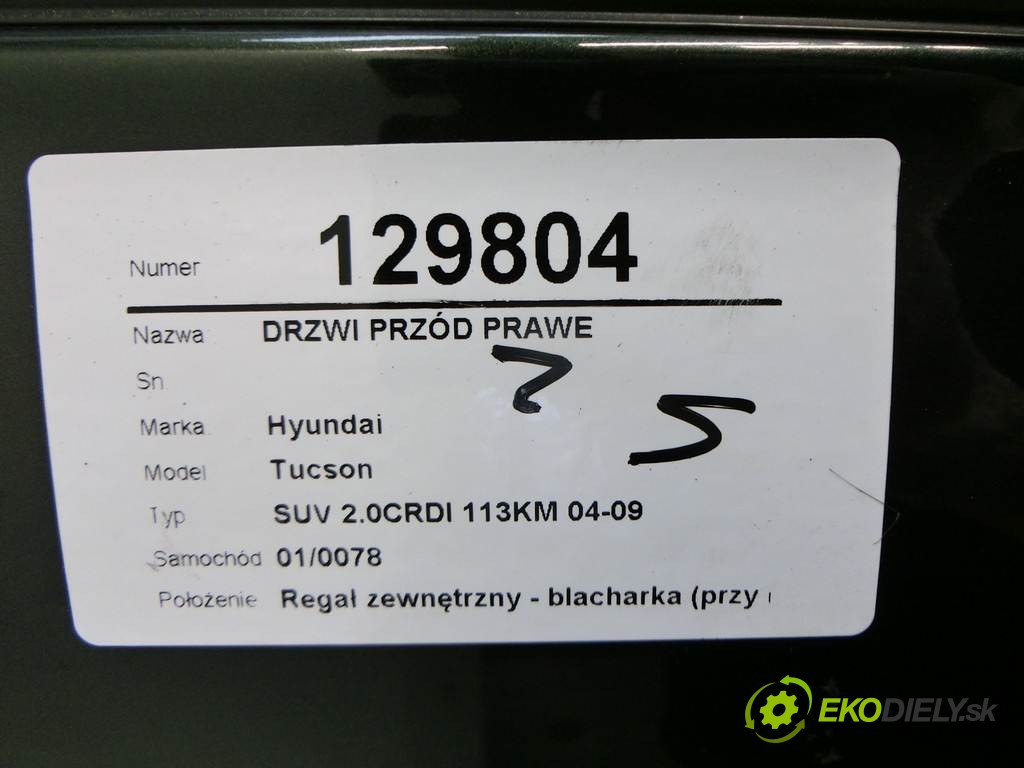 Numer 129804
Nazwa DRZWI PRZÓD PRAWE
Sn
Marka Hyundai
Model Tucson
Typ SUV 2.0CRDI 113KM 04-09
Samochód 01/0078
Położenie Regał zewnętrzny - blacharka (przy
EKODIELY.sk